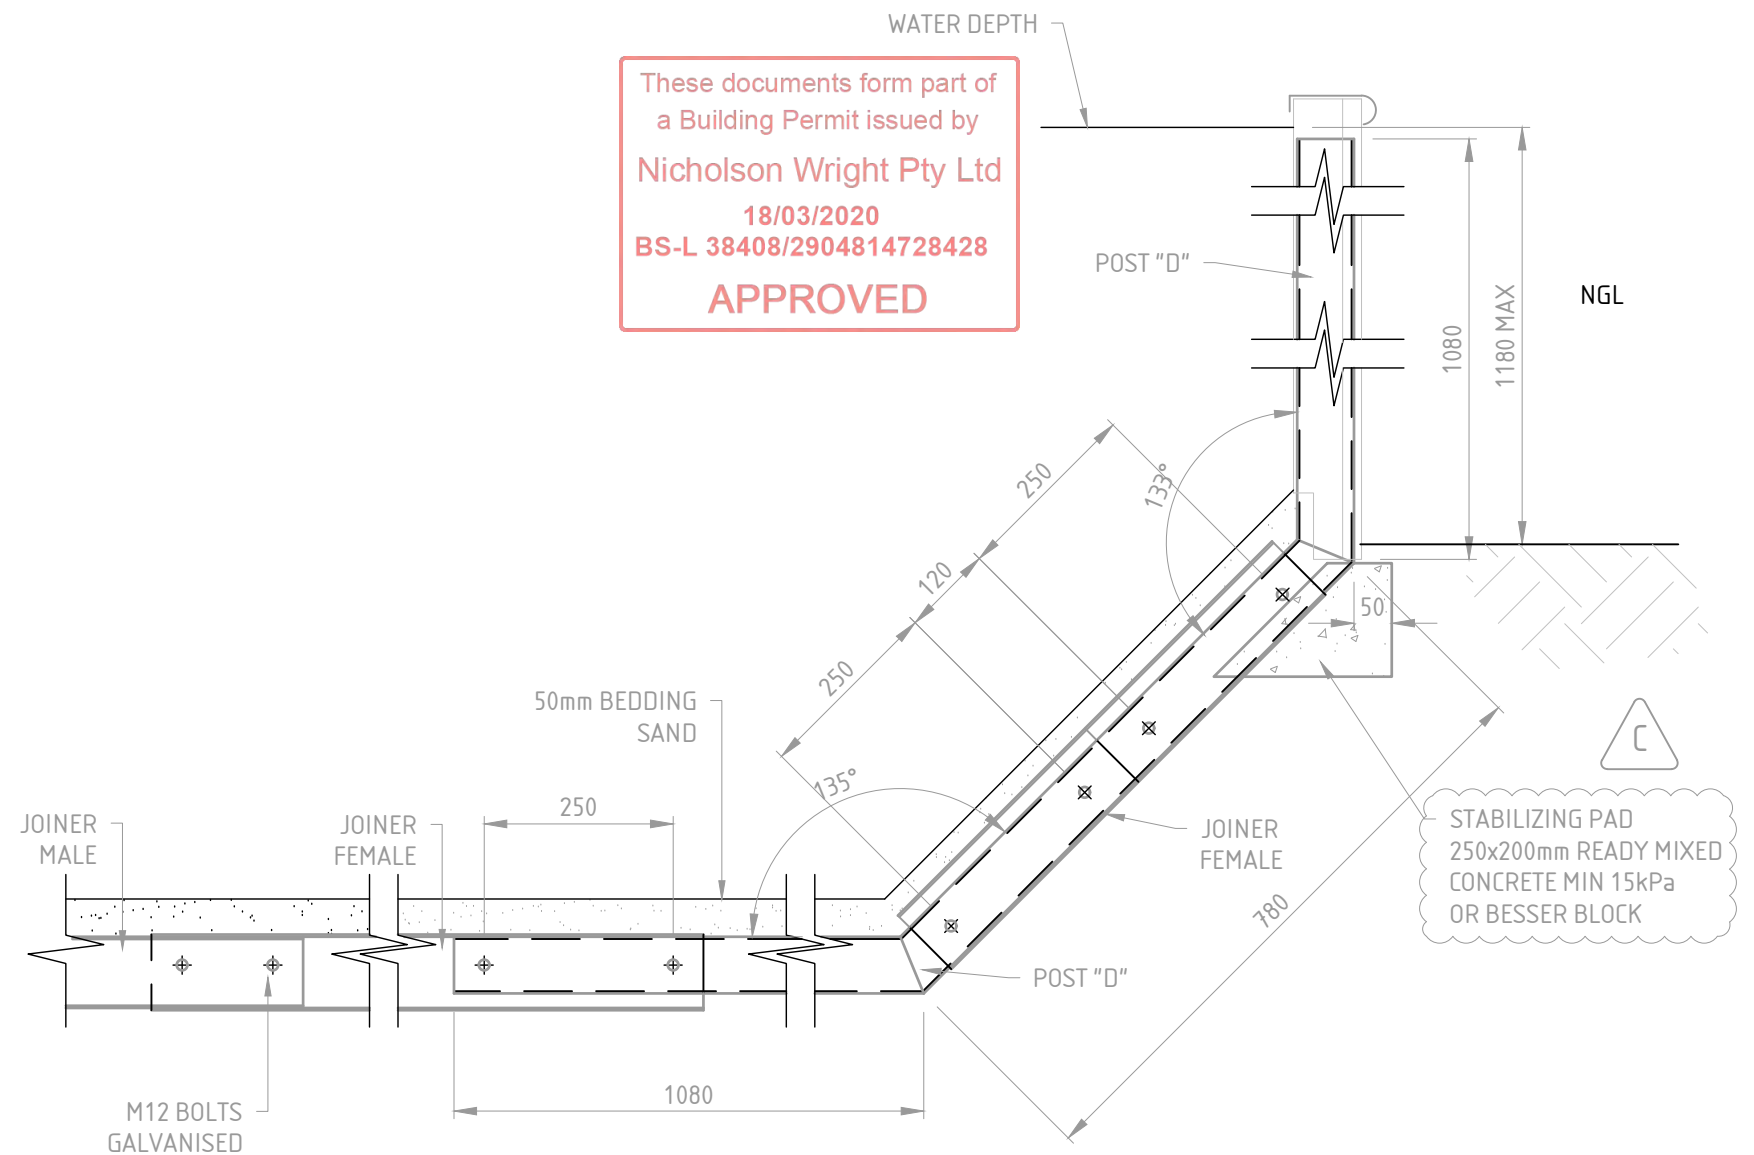 WATER DEPTH
These documents form part of
a Building Permit issued by
Nicholson Wright Pty Ltd
18/03/2020
BS-L 38408/2904814728428
APPROVED
POST "D"
NGL
1080
1180 MAX
133°
250
120
250
50
50mm BEDDING
SAND
135°
250
JOINER
MALE
JOINER
FEMALE
JOINER
FEMALE
780
C
STABILIZING PAD
250x200mm READY MIXED
CONCRETE MIN 15kPa
OR BESSER BLOCK
POST "D"
1080
M12 BOLTS
GALVANISED